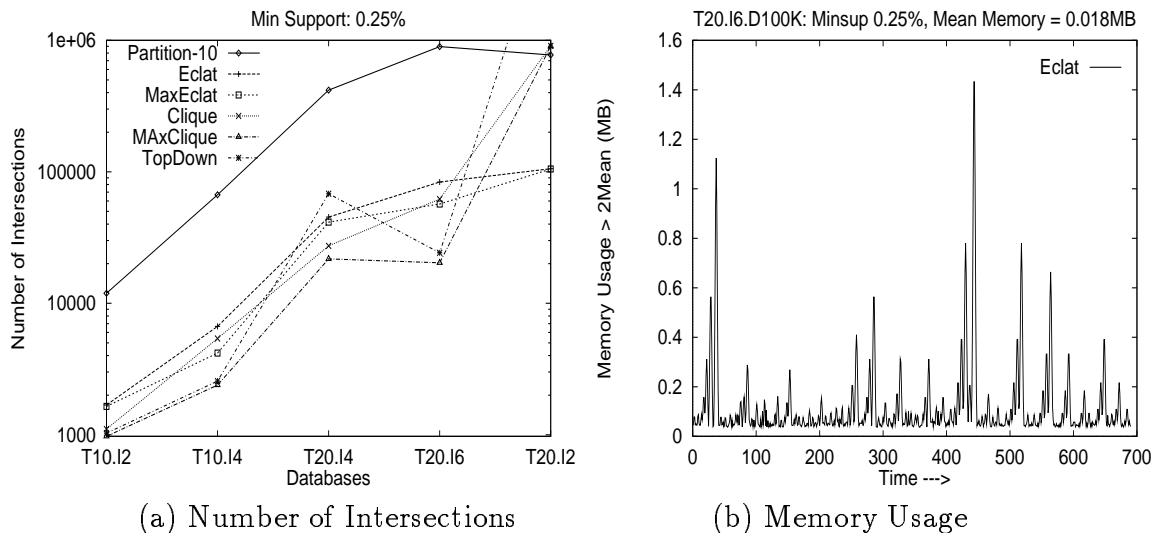 Min Support: 0.25%
1e+06
100000
10000
1000
Number of Intersections
Partition-10
Eclat
MaxEclat
Clique
MAxClique
TopDown
T10.I2
T10.I4
T20.I4
T20.I6
T20.I2
Databases
(a) Number of Intersections
T20.I6.D100K: Minsup 0.25%, Mean Memory = 0.018MB
1.6
1.4
1.2
1
0.8
0.6
0.4
0.2
0
Memory Usage > 2Mean (MB)
Eclat
0
100
200
300
400
500
600
700
Time --->
(b) Memory Usage